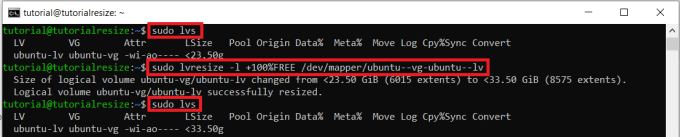 tutorial@tutorialresize: ~
tutorial@tutorialresize:~$ sudo lvs
LV VG Attr LSize Pool Origin Data% Meta% Move Log Cpy%Sync Convert
ubuntu-lv ubuntu-vg -wi-ao---- <23.50g
tutorial@tutorialresize:~$ sudo lvresize -l +100%FREE /dev/mapper/ubuntu--vg-ubuntu--lv
Size of logical volume ubuntu-vg/ubuntu-lv changed from <23.50 GiB (6015 extents) to <33.50 GiB (8575 extents).
Logical volume ubuntu-vg/ubuntu-lv successfully resized.
tutorial@tutorialresize:~$ sudo lvs
LV VG Attr LSize Pool Origin Data% Meta% Move Log Cpy%Sync Convert
ubuntu-lv ubuntu-vg -wi-ao---- <33.50g